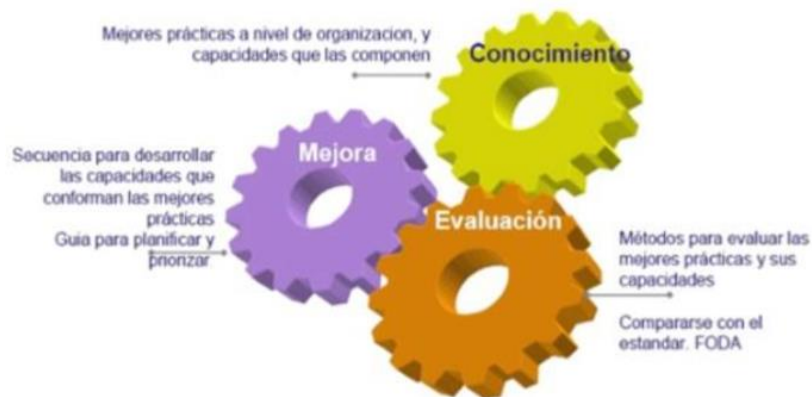 Mejores prácticas a nivel de organizacion, y
capacidades que las componen
Conocimiento
Mejora
Secuencia para desarrollar
las capacidades que
conforman las mejores
prácticas
Guia para planificar y
priorizar
Evaluación
Métodos para evaluar las
mejores prácticas y sus
capacidades
Compararse con el
estandar. FODA